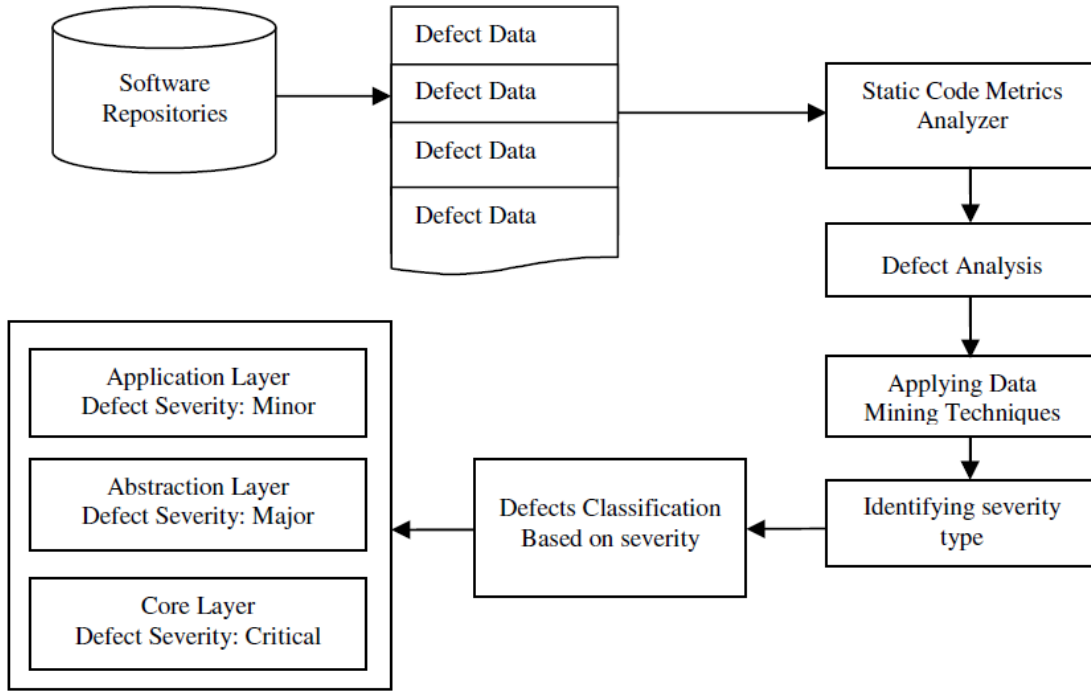 Software
Repositories
Defect Data
Defect Data
Defect Data
Defect Data
Static Code Metrics
Analyzer
Defect Analysis
Applying Data
Mining Techniques
Identifying severity
type
Defects Classification
Based on severity
Application Layer
Defect Severity: Minor
Abstraction Layer
Defect Severity: Major
Core Layer
Defect Severity: Critical